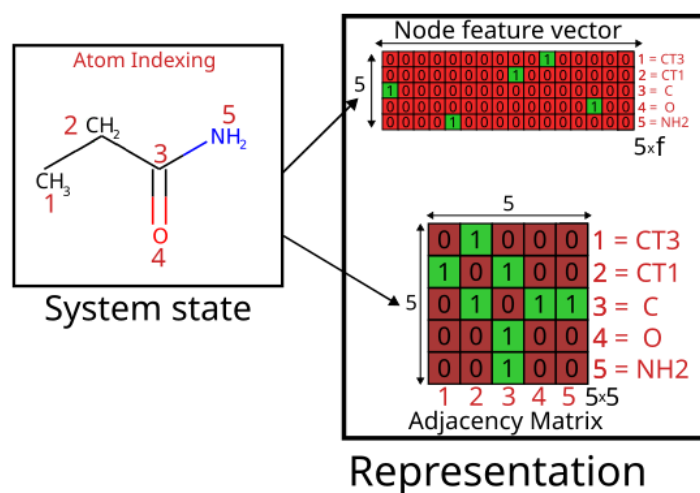 Atom Indexing
5
2 CH2
NH2
3
CH3
1
O
4
System state
Node feature vector
5
0 0 0 0 0 0 0 0 0 0 1 0 0 0 0 0 1 = CT3
0 0 0 0 0 0 0 0 1 0 0 0 0 0 0 0 2 = CT1
1 0 0 0 0 0 0 0 0 0 0 0 0 0 0 0 3 = C
0 0 0 0 0 0 0 0 0 0 0 0 0 1 0 0 4 = O
0 0 0 0 1 0 0 0 0 0 0 0 0 0 0 0 5 = NH2
5xf
5
5
0 1 0 0 0 1 = CT3
1 0 1 0 0 2 = CT1
0 1 0 1 1 3 = C
0 0 1 0 0 4 = O
0 0 1 0 0 5 = NH2
1 2 3 4 5 5x5
Adjacency Matrix
Representation